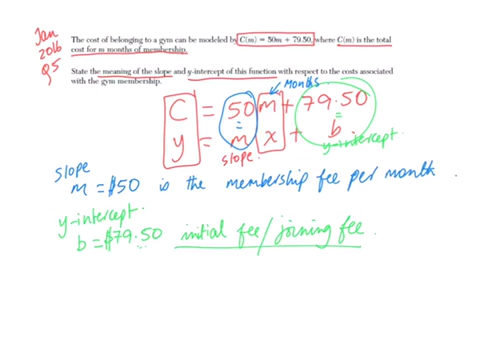 Jan
2016
Q5
The cost of belonging to a gym can be modeled by C(m) = 50m + 79.50, where C(m) is the total
cost for m months of membership.
State the meaning of the slope and y-intercept of this function with respect to the costs associated
with the gym membership.
months
C = 50 m + 79.50
= =
y = m x + b
slope y-intercept
slope
m = $50 is the membership fee per month.
y-intercept
b = $79.50 initial fee/joining fee.